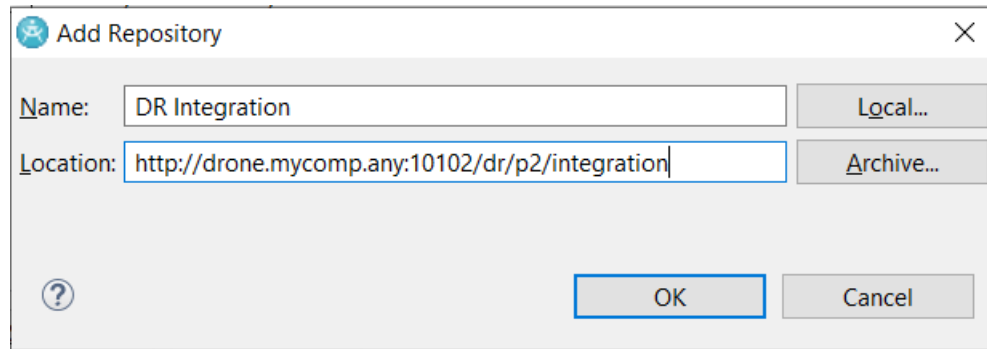 Add Repository
Name: DR Integration Local...
Location: http://drone.mycomp.any:10102/dr/p2/integration Archive...
? OK Cancel